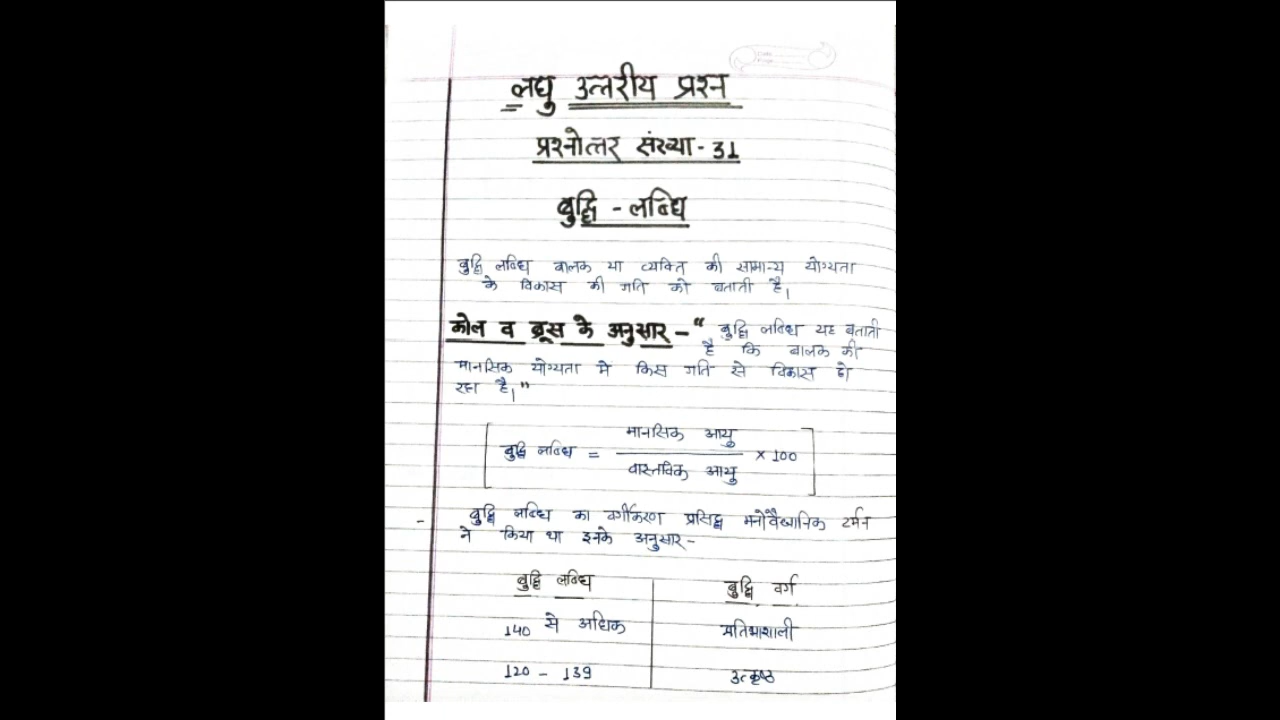 लघु उत्तरीय प्रश्न
प्रश्नोत्तर संख्या - 31
बुद्धि - लब्धि
बुद्धि लब्धि बालक या व्यक्ति की सामान्य योग्यता
के विकास की गति को बताती है।
कोल व ब्रूस के अनुसार - " बुद्धि लब्धि यह बताती
है कि बालक की
मानसिक योग्यता मे किस गति से विकास हो
रहा है।"
मानसिक आयु
बुद्धि लब्धि = × 100
वास्तविक आयु
- बुद्धि लब्धि का वर्गीकरण प्रसिद्ध मनोवैज्ञानिक टर्मन
ने किया था इनके अनुसार -
बुद्धि लब्धि बुद्धि वर्ग
140 से अधिक प्रतिभाशाली
120 - 139 उत्कृष्ठ